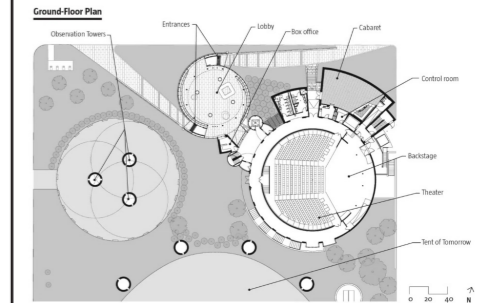 Ground-Floor Plan
Observation Towers
Entrances
Lobby
Box office
Cabaret
Control room
Backstage
Theater
Tent of Tomorrow
0 20 40 N